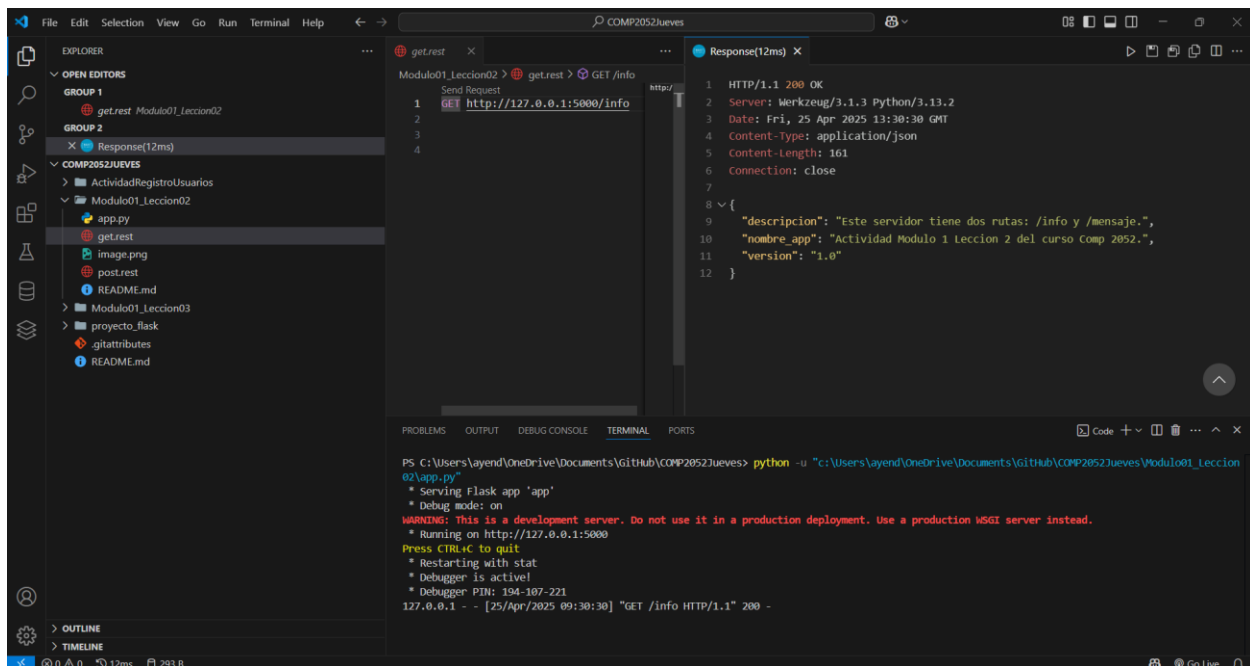 File Edit Selection View Go Run Terminal Help
COMP2052Jueves
EXPLORER
OPEN EDITORS
GROUP 1
get.rest Modulo01_Leccion02
GROUP 2
Response(12ms)
COMP2052JUEVES
ActividadRegistroUsuarios
Modulo01_Leccion02
app.py
get.rest
image.png
post.rest
README.md
Modulo01_Leccion03
proyecto_flask
.gitattributes
README.md
OUTLINE
TIMELINE
get.rest
Modulo01_Leccion02 > get.rest > GET /info
Send Request
1 GET http://127.0.0.1:5000/info
2
3
4
http:/
Response(12ms)
1 HTTP/1.1 200 OK
2 Server: Werkzeug/3.1.3 Python/3.13.2
3 Date: Fri, 25 Apr 2025 13:30:30 GMT
4 Content-Type: application/json
5 Content-Length: 161
6 Connection: close
7
8 {
9 "descripcion": "Este servidor tiene dos rutas: /info y /mensaje.",
10 "nombre_app": "Actividad Modulo 1 Leccion 2 del curso Comp 2052.",
11 "version": "1.0"
12 }
PROBLEMS OUTPUT DEBUG CONSOLE TERMINAL PORTS
Code
PS C:\Users\ayend\OneDrive\Documents\GitHub\COMP2052Jueves> python -u "c:\Users\ayend\OneDrive\Documents\GitHub\COMP2052Jueves\Modulo01_Leccion
02\app.py"
* Serving Flask app 'app'
* Debug mode: on
WARNING: This is a development server. Do not use it in a production deployment. Use a production WSGI server instead.
* Running on http://127.0.0.1:5000
Press CTRL+C to quit
* Restarting with stat
* Debugger is active!
* Debugger PIN: 194-107-221
127.0.0.1 - - [25/Apr/2025 09:30:30] "GET /info HTTP/1.1" 200 -
0 0 12ms 293 B Go Live